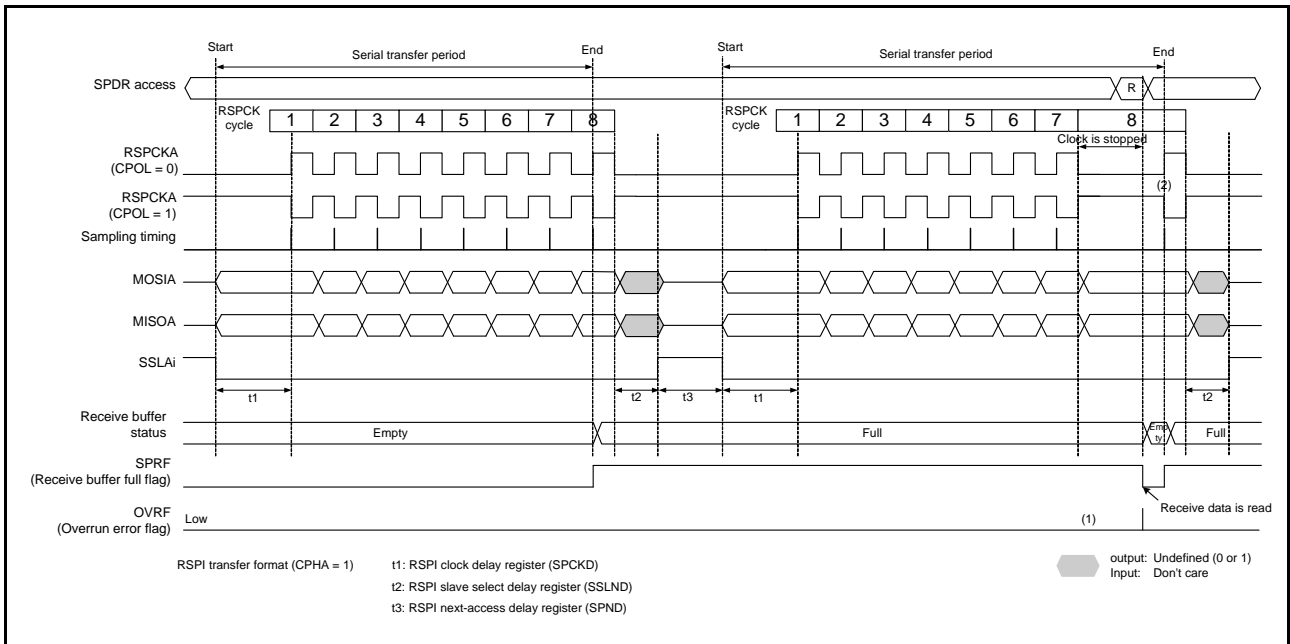 Start
Serial transfer period
End
Start
Serial transfer period
End
SPDR access
R
RSPCK
cycle
1 2 3 4 5 6 7 8
RSPCK
cycle
1 2 3 4 5 6 7 8
Clock is stopped
RSPCKA
(CPOL = 0)
(2)
RSPCKA
(CPOL = 1)
Sampling timing
MOSIA
MISOA
SSLAi
t1
t2
t3
t1
t2
Receive buffer
status
Empty
Full
Emp
ty
Full
SPRF
(Receive buffer full flag)
Receive data is read
OVRF
(Overrun error flag)
Low
(1)
RSPI transfer format (CPHA = 1)
t1: RSPI clock delay register (SPCKD)
t2: RSPI slave select delay register (SSLND)
t3: RSPI next-access delay register (SPND)
output: Undefined (0 or 1)
Input: Don't care